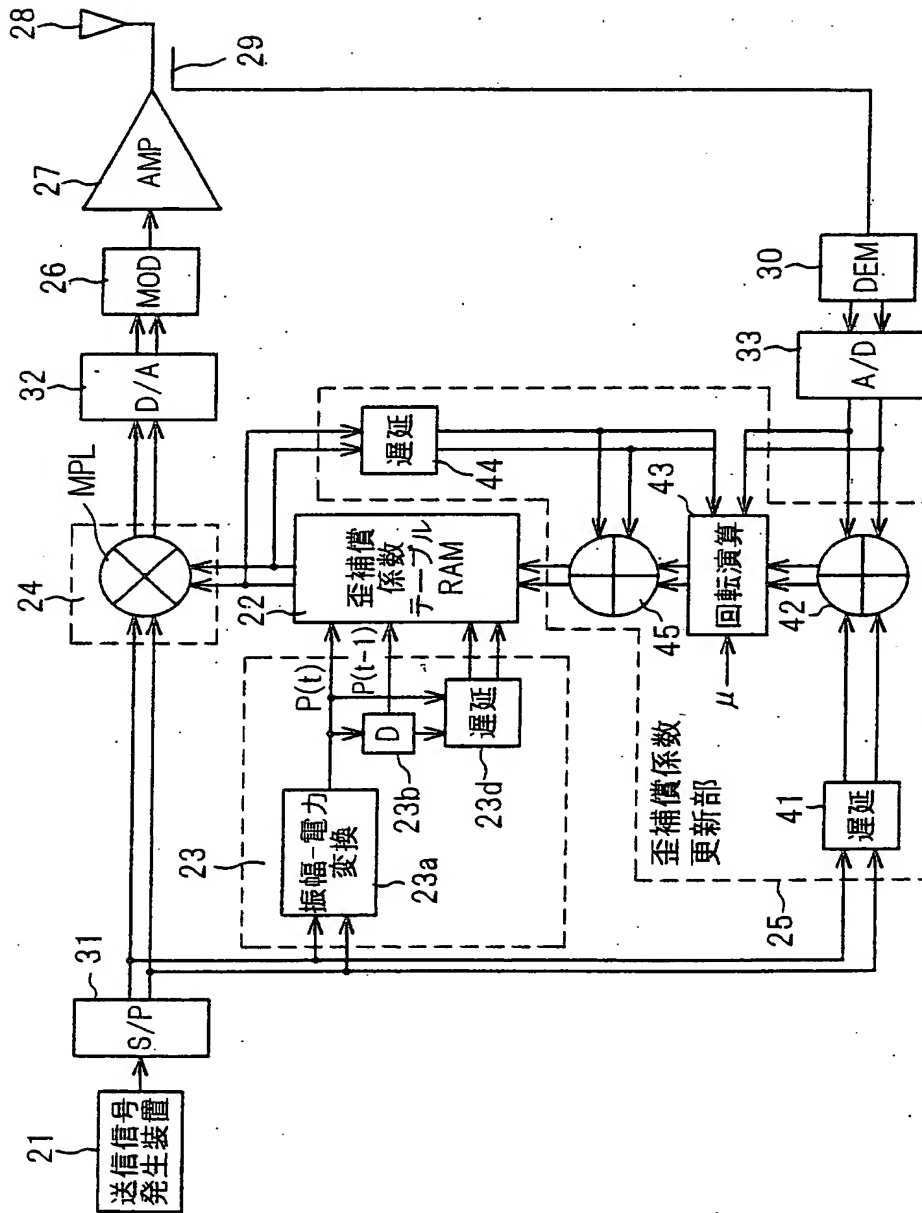 21
送信信号
発生装置
31
S/P
24
MPL
32
D/A
26
MOD
27
AMP
28
29
23
振幅-電力
変換
23a
P(t)
P(t-1)
D
23b
遅延
23d
22
歪補償
係数
テーブル
RAM
遅延
44
45
43
回転演算
μ
42
33
A/D
30
DEM
歪補償係数
更新部
25
41
遅延